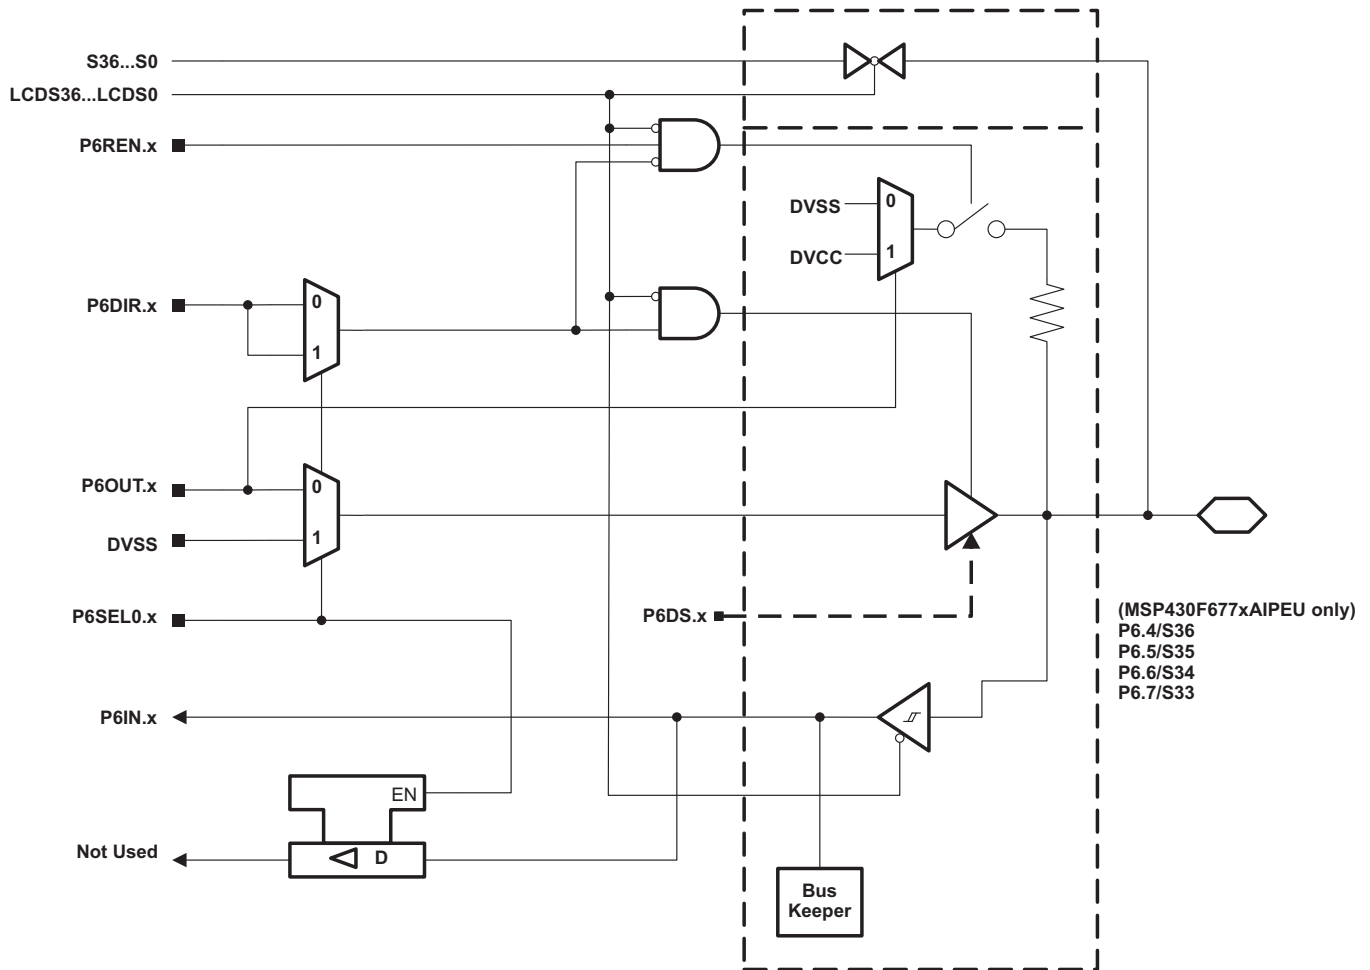 S36...S0
LCDS36...LCDS0
P6REN.x
DVSS
0
DVCC
1
P6DIR.x
0
1
P6OUT.x
0
DVSS
1
P6SEL0.x
P6DS.x
(MSP430F677xAIPEU only)
P6.4/S36
P6.5/S35
P6.6/S34
P6.7/S33
P6IN.x
EN
Not Used
D
Bus
Keeper